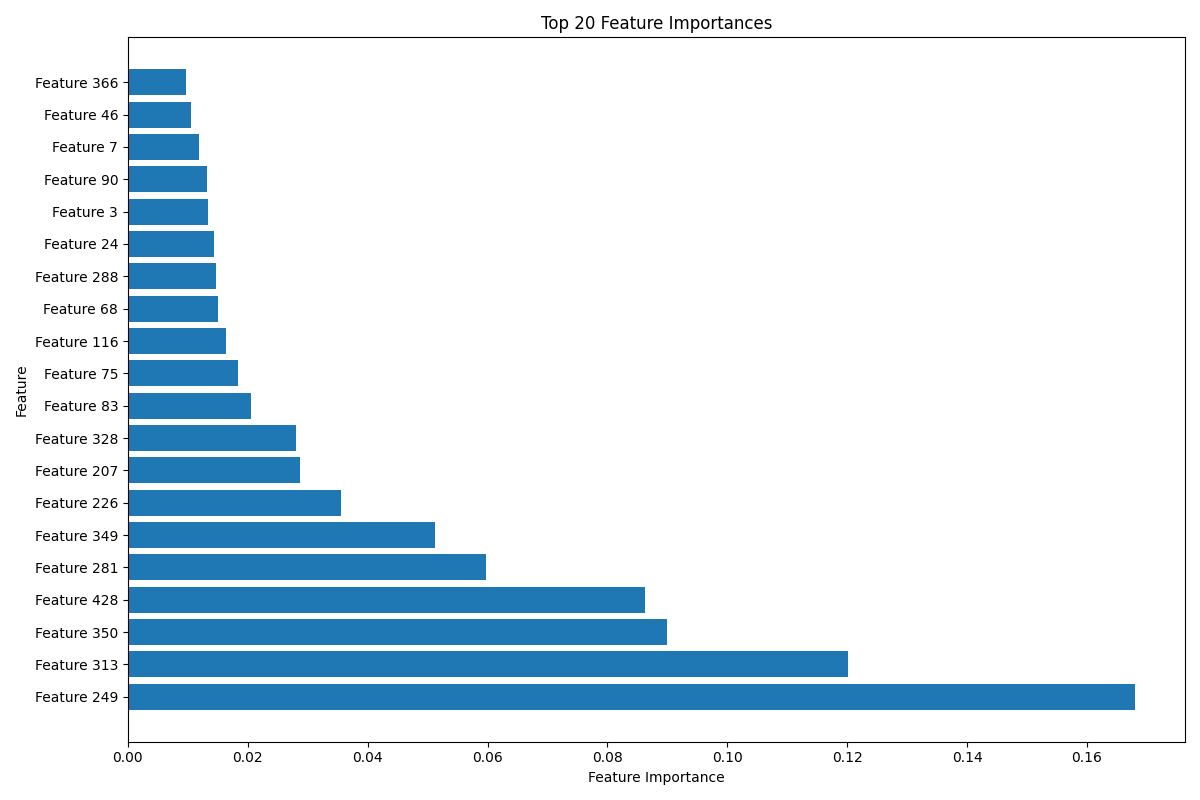 Top 20 Feature Importances
Feature
Feature 366
Feature 46
Feature 7
Feature 90
Feature 3
Feature 24
Feature 288
Feature 68
Feature 116
Feature 75
Feature 83
Feature 328
Feature 207
Feature 226
Feature 349
Feature 281
Feature 428
Feature 350
Feature 313
Feature 249
0.00 0.02 0.04 0.06 0.08 0.10 0.12 0.14 0.16
Feature Importance